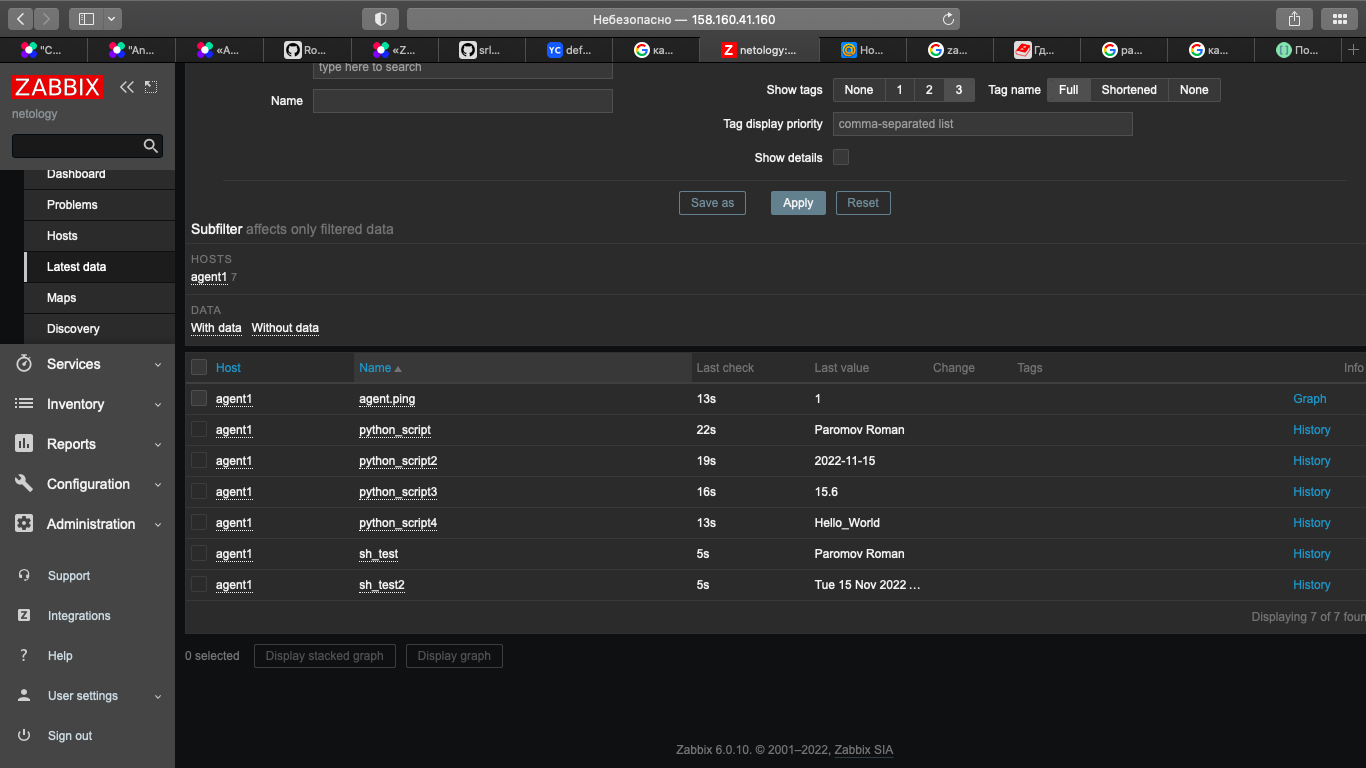 Небезопасно — 158.160.41.160
"С...
"An...
«А...
Ro...
«Z...
srl...
YC def...
ка...
Z netology:...
Но...
za...
Гд...
ра...
ка...
По...
ZABBIX
netology
Dashboard
Problems
Hosts
Latest data
Maps
Discovery
Services
Inventory
Reports
Configuration
Administration
Support
Z Integrations
? Help
User settings
Sign out
type here to search
Name
Show tags None 1 2 3 Tag name Full Shortened None
Tag display priority comma-separated list
Show details
Save as Apply Reset
Subfilter affects only filtered data
HOSTS
agent1 7
DATA
With data Without data
Host Name Last check Last value Change Tags Info
agent1 agent.ping 13s 1 Graph
agent1 python_script 22s Paromov Roman History
agent1 python_script2 19s 2022-11-15 History
agent1 python_script3 16s 15.6 History
agent1 python_script4 13s Hello_World History
agent1 sh_test 5s Paromov Roman History
agent1 sh_test2 5s Tue 15 Nov 2022 ... History
Displaying 7 of 7 foun
0 selected Display stacked graph Display graph
Zabbix 6.0.10. © 2001–2022, Zabbix SIA